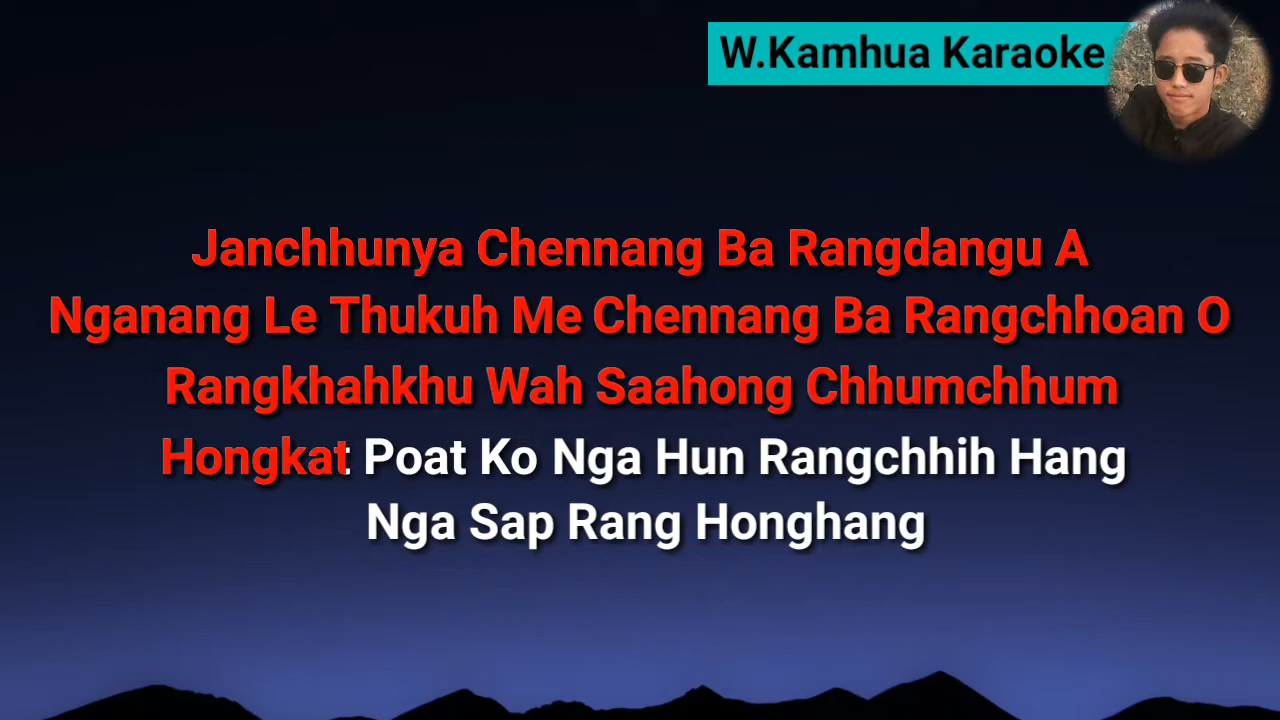 W.Kamhua Karaoke
Janchhunya Chennang Ba Rangdangu A
Nganang Le Thukuh Me Chennang Ba Rangchhoan O
Rangkhahkhu Wah Saahong Chhumchhum
Hongkat Poat Ko Nga Hun Rangchhih Hang
Nga Sap Rang Honghang